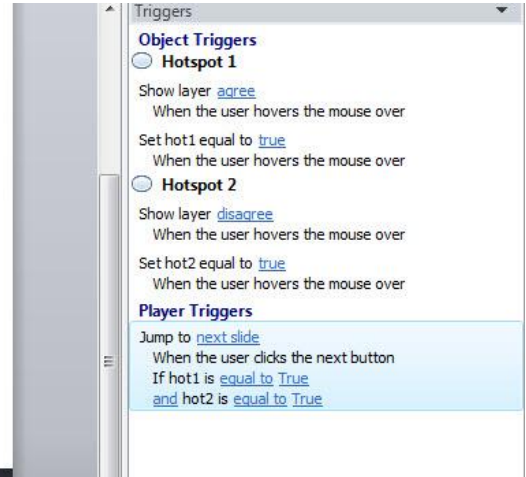 Triggers
Object Triggers
Hotspot 1
Show layer agree
When the user hovers the mouse over
Set hot1 equal to true
When the user hovers the mouse over
Hotspot 2
Show layer disagree
When the user hovers the mouse over
Set hot2 equal to true
When the user hovers the mouse over
Player Triggers
Jump to next slide
When the user clicks the next button
If hot1 is equal to True
and hot2 is equal to True